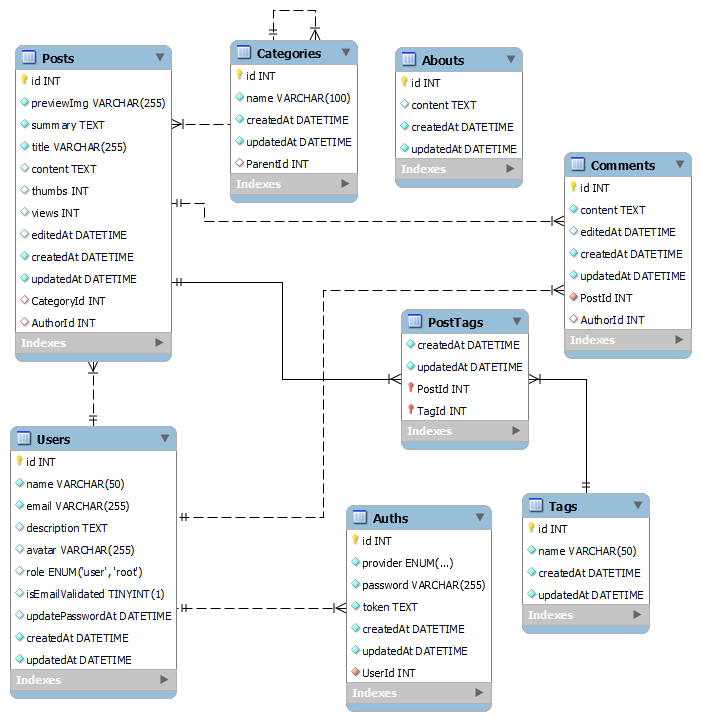 Posts
id INT
previewImg VARCHAR(255)
summary TEXT
title VARCHAR(255)
content TEXT
thumbs INT
views INT
editedAt DATETIME
createdAt DATETIME
updatedAt DATETIME
CategoryId INT
AuthorId INT
Indexes
Categories
id INT
name VARCHAR(100)
createdAt DATETIME
updatedAt DATETIME
ParentId INT
Indexes
Abouts
id INT
content TEXT
createdAt DATETIME
updatedAt DATETIME
Indexes
Comments
id INT
content TEXT
editedAt DATETIME
createdAt DATETIME
updatedAt DATETIME
PostId INT
AuthorId INT
Indexes
PostTags
createdAt DATETIME
updatedAt DATETIME
PostId INT
TagId INT
Indexes
Users
id INT
name VARCHAR(50)
email VARCHAR(255)
description TEXT
avatar VARCHAR(255)
role ENUM('user','root')
isEmailValidated TINYINT(1)
updatePasswordAt DATETIME
createdAt DATETIME
updatedAt DATETIME
Indexes
Auths
id INT
provider ENUM(...)
password VARCHAR(255)
token TEXT
createdAt DATETIME
updatedAt DATETIME
UserId INT
Indexes
Tags
id INT
name VARCHAR(50)
createdAt DATETIME
updatedAt DATETIME
Indexes